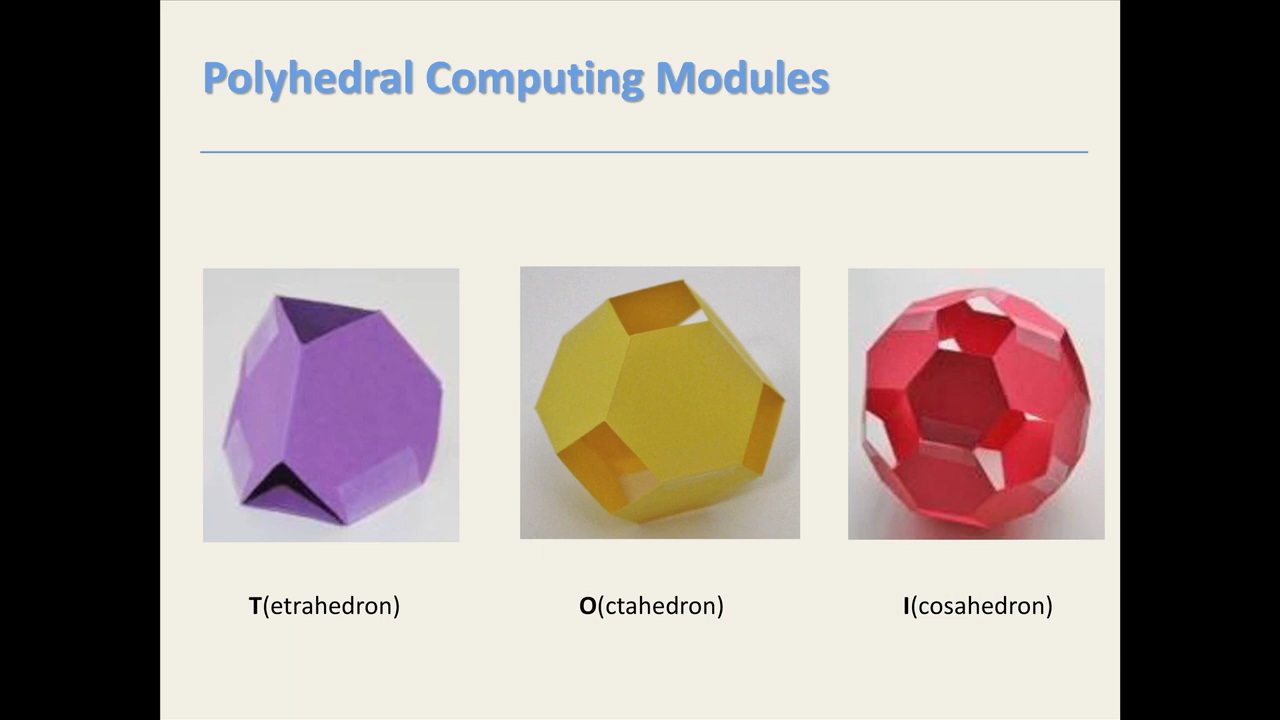 Polyhedral Computing Modules
T(etrahedron)
O(ctahedron)
I(cosahedron)